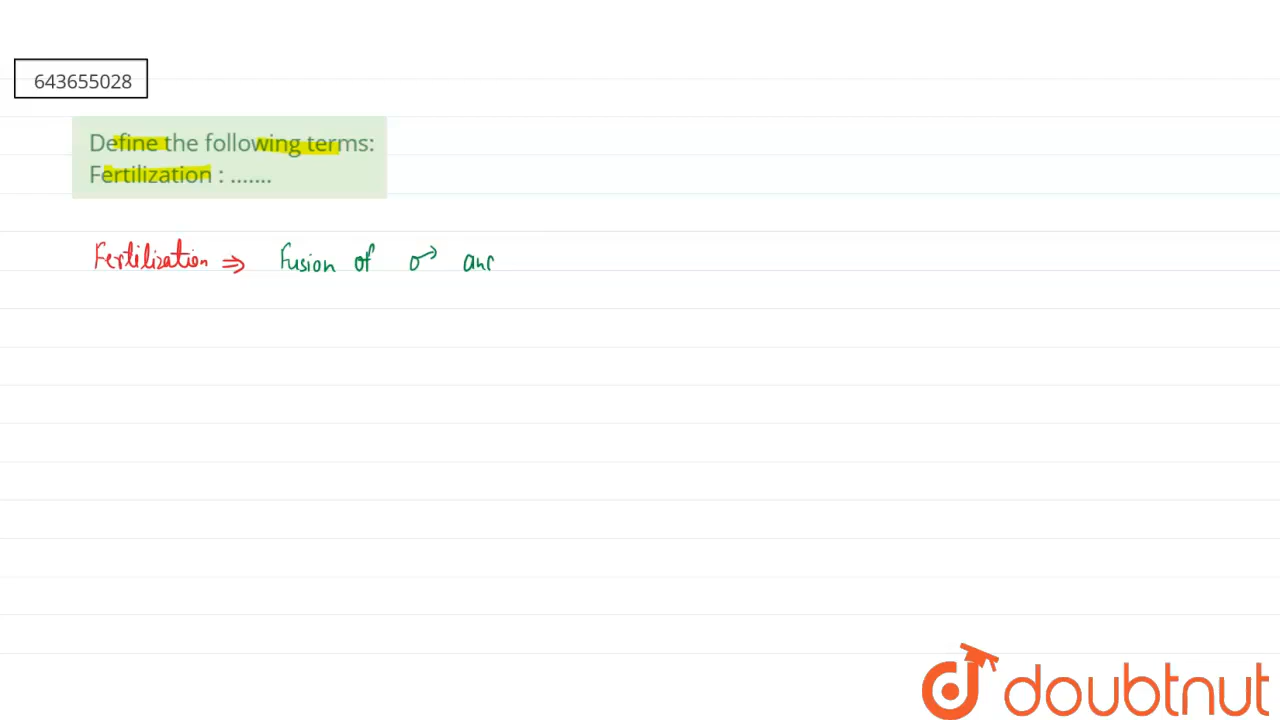 643655028
Define the following terms:
Fertilization : .......
Fertilization ⇒ Fusion of ♂ an
doubtnut